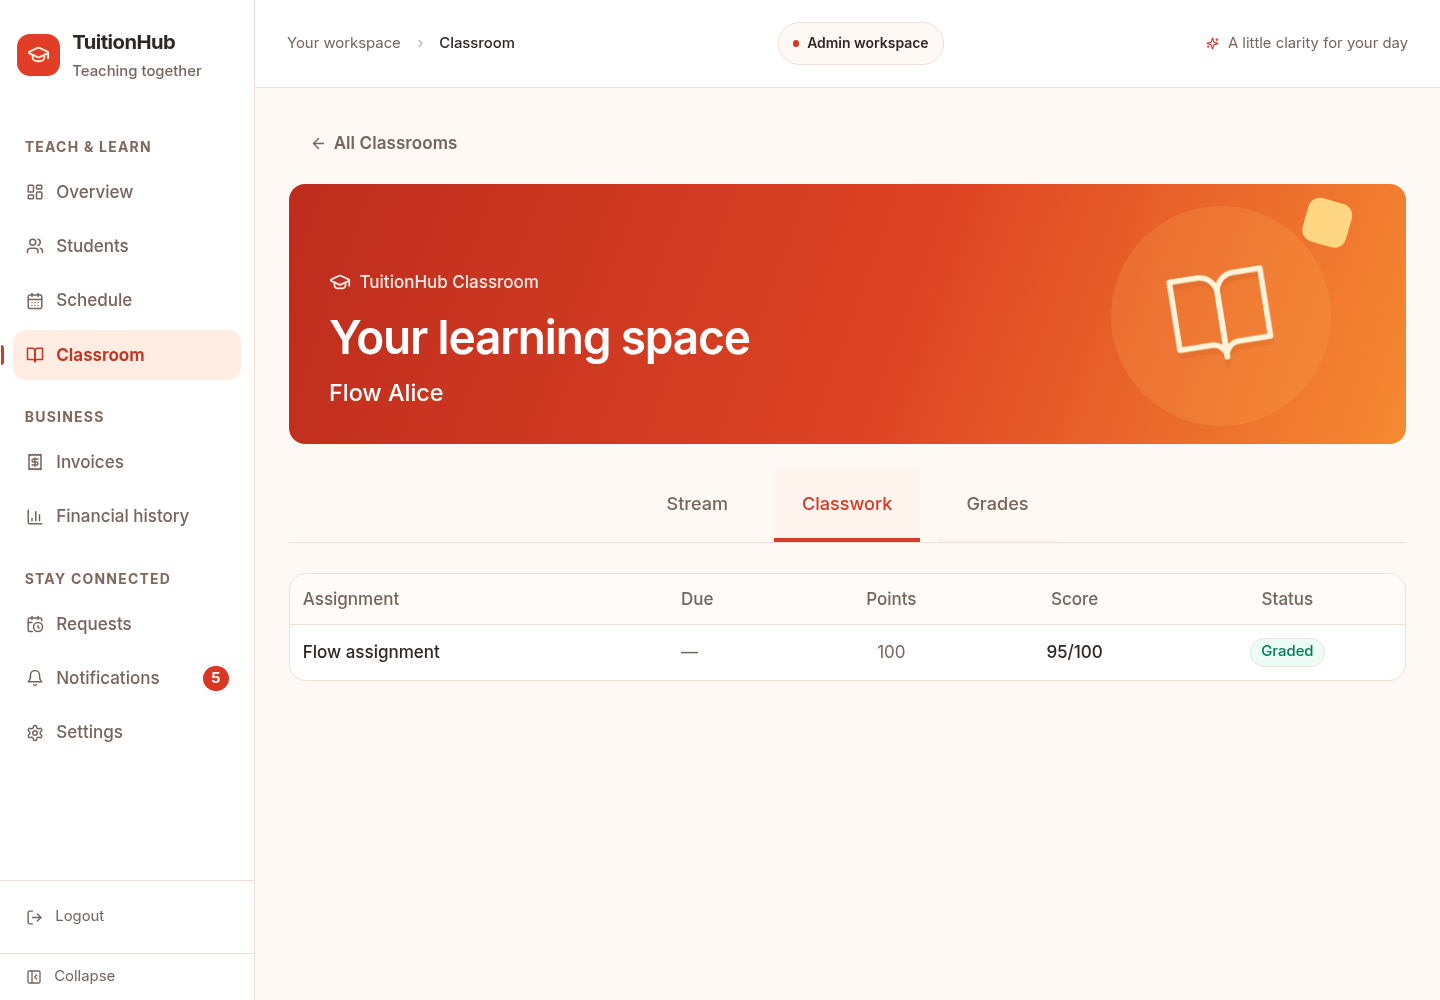 TuitionHub
Teaching together
TEACH & LEARN
Overview
Students
Schedule
Classroom
BUSINESS
Invoices
Financial history
STAY CONNECTED
Requests
Notifications 5
Settings
Logout
Collapse
Your workspace > Classroom
Admin workspace
A little clarity for your day
All Classrooms
TuitionHub Classroom
Your learning space
Flow Alice
Stream Classwork Grades
Assignment Due Points Score Status
Flow assignment — 100 95/100 Graded